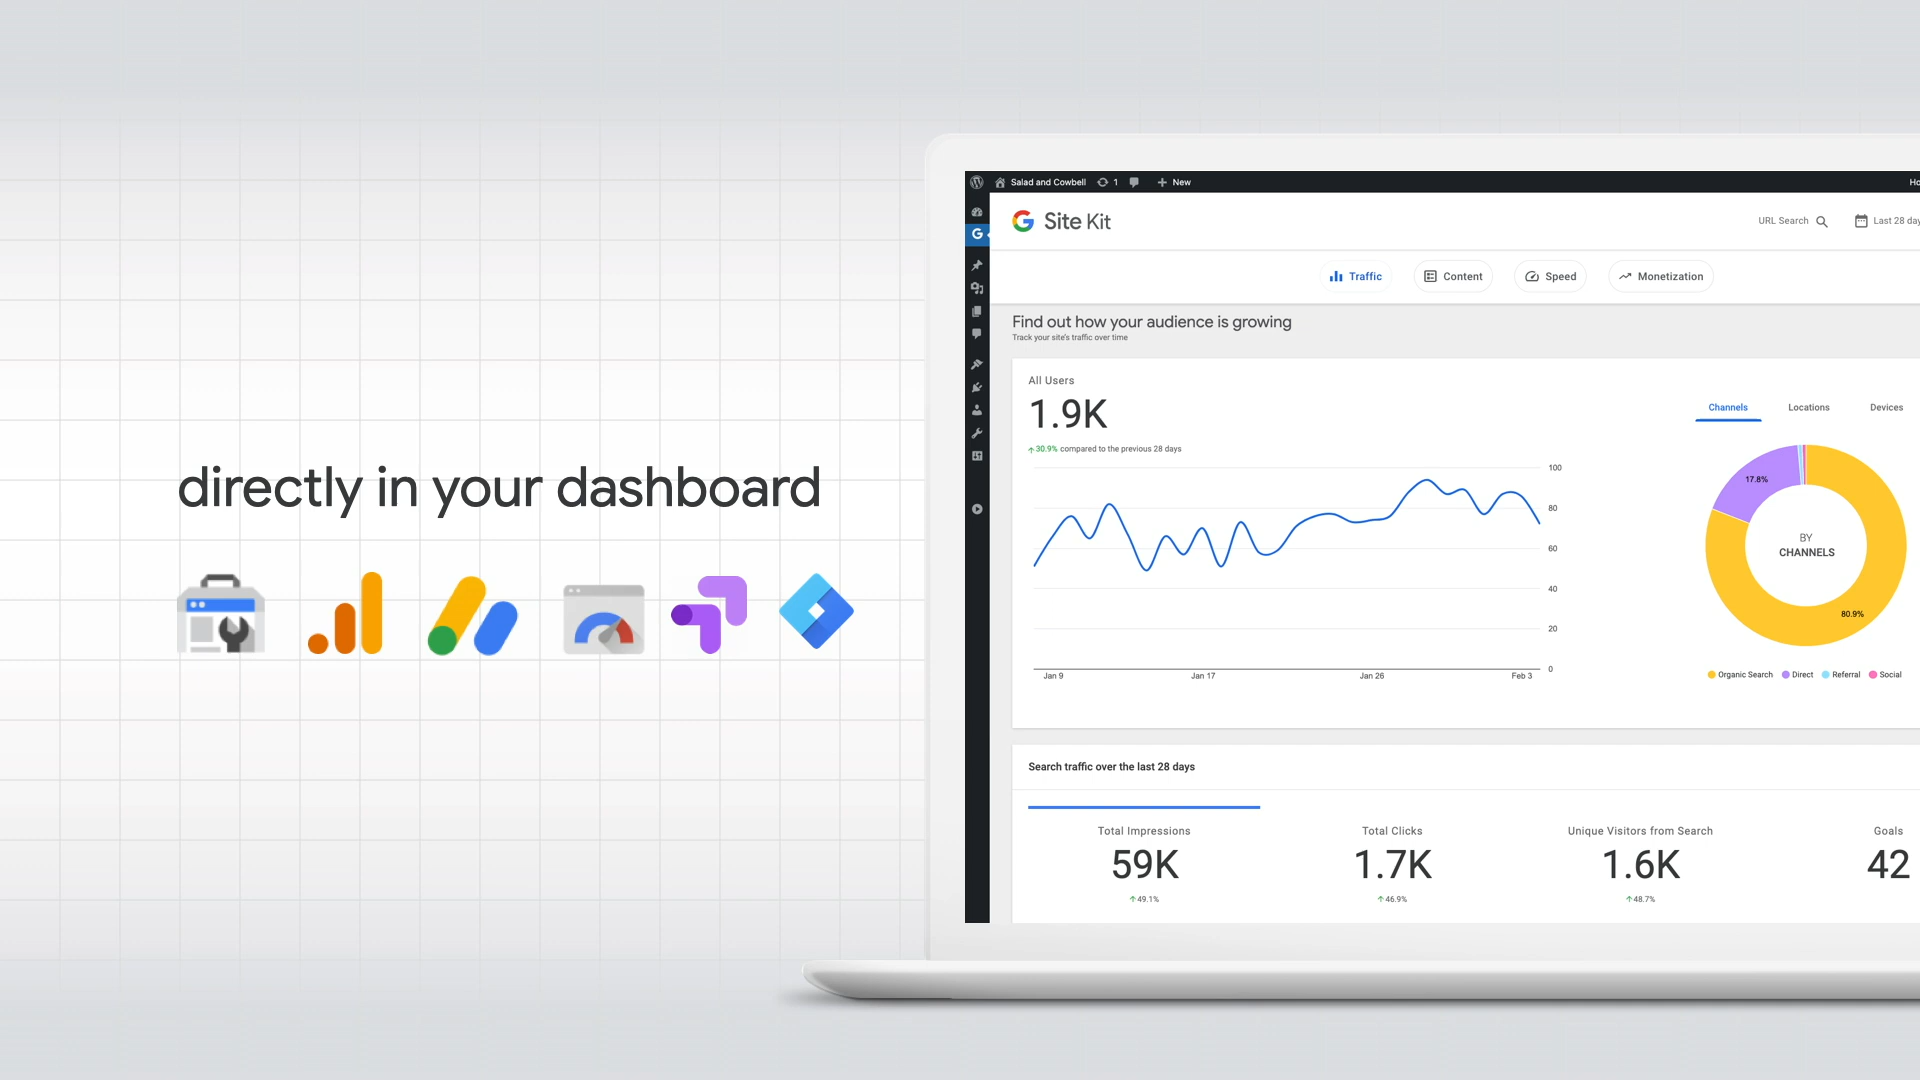 directly in your dashboard
Salad and Cowbell
1
New
Site Kit
URL Search
Last 28
Traffic
Content
Speed
Monetization
Find out how your audience is growing
Track your site's traffic over time
All Users
1.9K
30.9% compared to the previous 28 days
100
80
60
40
20
0
Jan 9
Jan 17
Jan 26
Feb 3
Channels
Locations
Devices
17.8%
BY
CHANNELS
80.9%
Organic Search
Direct
Referral
Social
Search traffic over the last 28 days
Total Impressions
59K
49.1%
Total Clicks
1.7K
46.9%
Unique Visitors from Search
1.6K
48.7%
Goals
42